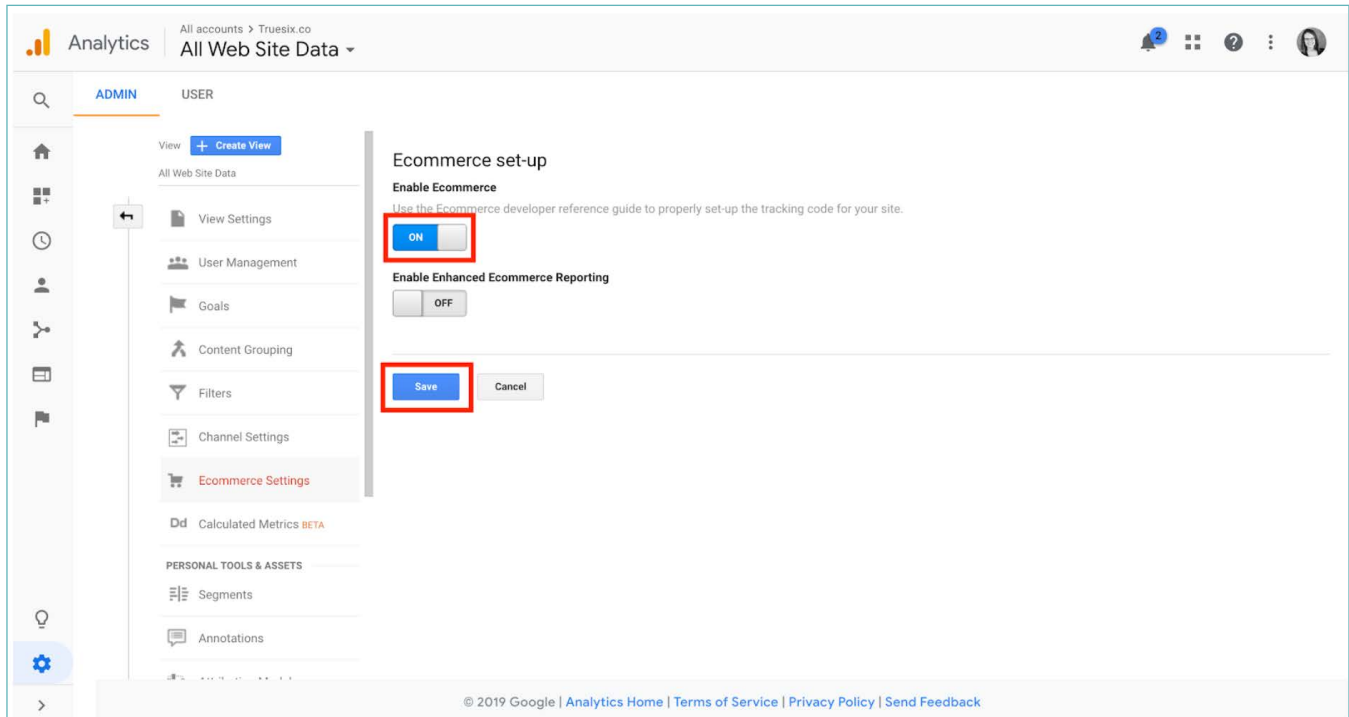 All accounts > Truesix.co
Analytics
All Web Site Data
2
ADMIN
USER
View
+ Create View
All Web Site Data
View Settings
User Management
Goals
Content Grouping
Filters
Channel Settings
Ecommerce Settings
Dd Calculated Metrics BETA
PERSONAL TOOLS & ASSETS
Segments
Annotations
Ecommerce set-up
Enable Ecommerce
Use the Ecommerce developer reference guide to properly set-up the tracking code for your site.
ON
Enable Enhanced Ecommerce Reporting
OFF
Save
Cancel
© 2019 Google | Analytics Home | Terms of Service | Privacy Policy | Send Feedback